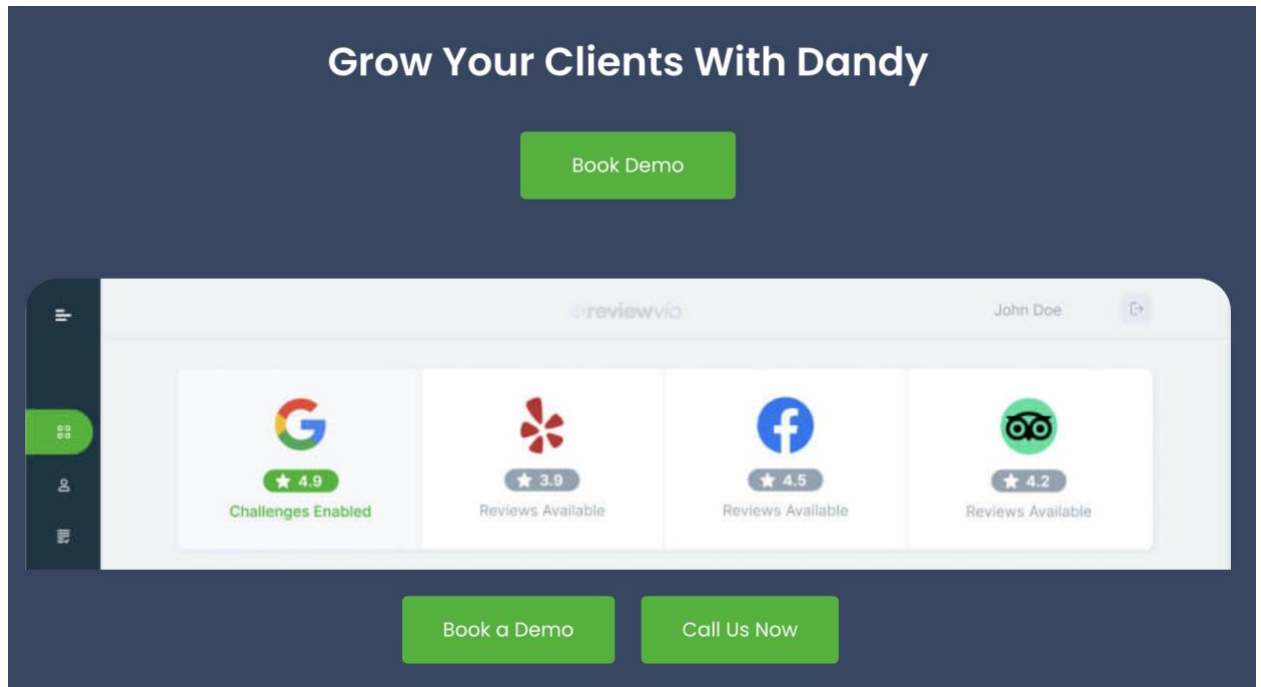 Grow Your Clients With Dandy
Book Demo
reviewvio
John Doe
4.9
Challenges Enabled
3.9
Reviews Available
4.5
Reviews Available
4.2
Reviews Available
Book a Demo
Call Us Now